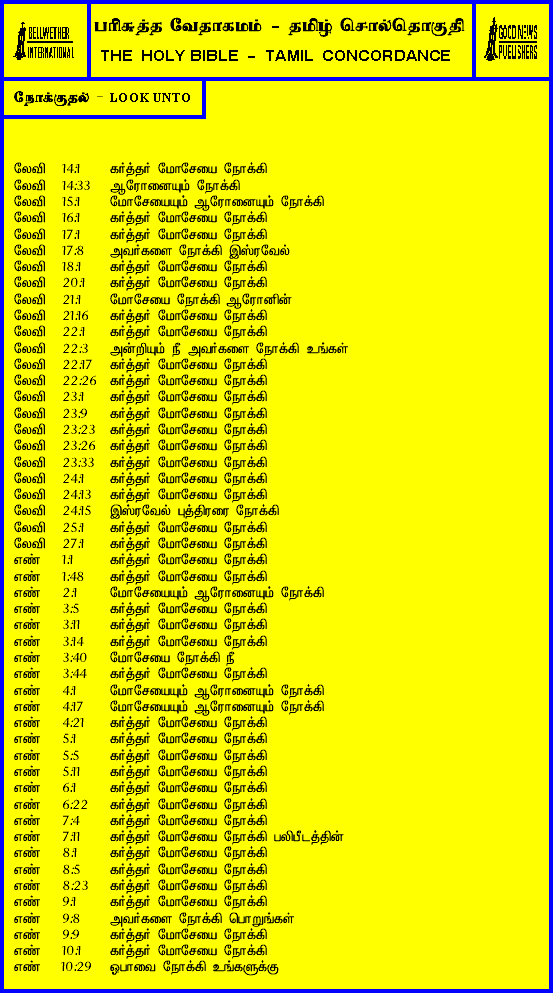 BELLWETHER
INTERNATIONAL
பரிசுத்த வேதாகமம் - தமிழ் சொல்தொகுதி
THE HOLY BIBLE - TAMIL CONCORDANCE
GOOD NEWS
PUBLISHERS
நோக்குதல் - LOOK UNTO
லேவி 14:1 கர்த்தர் மோசேயை நோக்கி
லேவி 14:33 ஆரோனையும் நோக்கி
லேவி 15:1 மோசேயையும் ஆரோனையும் நோக்கி
லேவி 16:1 கர்த்தர் மோசேயை நோக்கி
லேவி 17:1 கர்த்தர் மோசேயை நோக்கி
லேவி 17:8 அவர்களை நோக்கி இஸ்ரவேல்
லேவி 18:1 கர்த்தர் மோசேயை நோக்கி
லேவி 20:1 கர்த்தர் மோசேயை நோக்கி
லேவி 21:1 மோசேயை நோக்கி ஆரோனின்
லேவி 21:16 கர்த்தர் மோசேயை நோக்கி
லேவி 22:1 கர்த்தர் மோசேயை நோக்கி
லேவி 22:3 அன்றியும் நீ அவர்களை நோக்கி உங்கள்
லேவி 22:17 கர்த்தர் மோசேயை நோக்கி
லேவி 22:26 கர்த்தர் மோசேயை நோக்கி
லேவி 23:1 கர்த்தர் மோசேயை நோக்கி
லேவி 23:9 கர்த்தர் மோசேயை நோக்கி
லேவி 23:23 கர்த்தர் மோசேயை நோக்கி
லேவி 23:26 கர்த்தர் மோசேயை நோக்கி
லேவி 23:33 கர்த்தர் மோசேயை நோக்கி
லேவி 24:1 கர்த்தர் மோசேயை நோக்கி
லேவி 24:13 கர்த்தர் மோசேயை நோக்கி
லேவி 24:15 இஸ்ரவேல் புத்திரரை நோக்கி
லேவி 25:1 கர்த்தர் மோசேயை நோக்கி
லேவி 27:1 கர்த்தர் மோசேயை நோக்கி
எண் 1:1 கர்த்தர் மோசேயை நோக்கி
எண் 1:48 கர்த்தர் மோசேயை நோக்கி
எண் 2:1 மோசேயையும் ஆரோனையும் நோக்கி
எண் 3:5 கர்த்தர் மோசேயை நோக்கி
எண் 3:11 கர்த்தர் மோசேயை நோக்கி
எண் 3:14 கர்த்தர் மோசேயை நோக்கி
எண் 3:40 மோசேயை நோக்கி நீ
எண் 3:44 கர்த்தர் மோசேயை நோக்கி
எண் 4:1 மோசேயையும் ஆரோனையும் நோக்கி
எண் 4:17 மோசேயையும் ஆரோனையும் நோக்கி
எண் 4:21 கர்த்தர் மோசேயை நோக்கி
எண் 5:1 கர்த்தர் மோசேயை நோக்கி
எண் 5:5 கர்த்தர் மோசேயை நோக்கி
எண் 5:11 கர்த்தர் மோசேயை நோக்கி
எண் 6:1 கர்த்தர் மோசேயை நோக்கி
எண் 6:22 கர்த்தர் மோசேயை நோக்கி
எண் 7:4 கர்த்தர் மோசேயை நோக்கி
எண் 7:11 கர்த்தர் மோசேயை நோக்கி பலிபீடத்தின்
எண் 8:1 கர்த்தர் மோசேயை நோக்கி
எண் 8:5 கர்த்தர் மோசேயை நோக்கி
எண் 8:23 கர்த்தர் மோசேயை நோக்கி
எண் 9:1 கர்த்தர் மோசேயை நோக்கி
எண் 9:8 அவர்களை நோக்கி பொறுங்கள்
எண் 9:9 கர்த்தர் மோசேயை நோக்கி
எண் 10:1 கர்த்தர் மோசேயை நோக்கி
எண் 10:29 ஒபாவை நோக்கி உங்களுக்கு